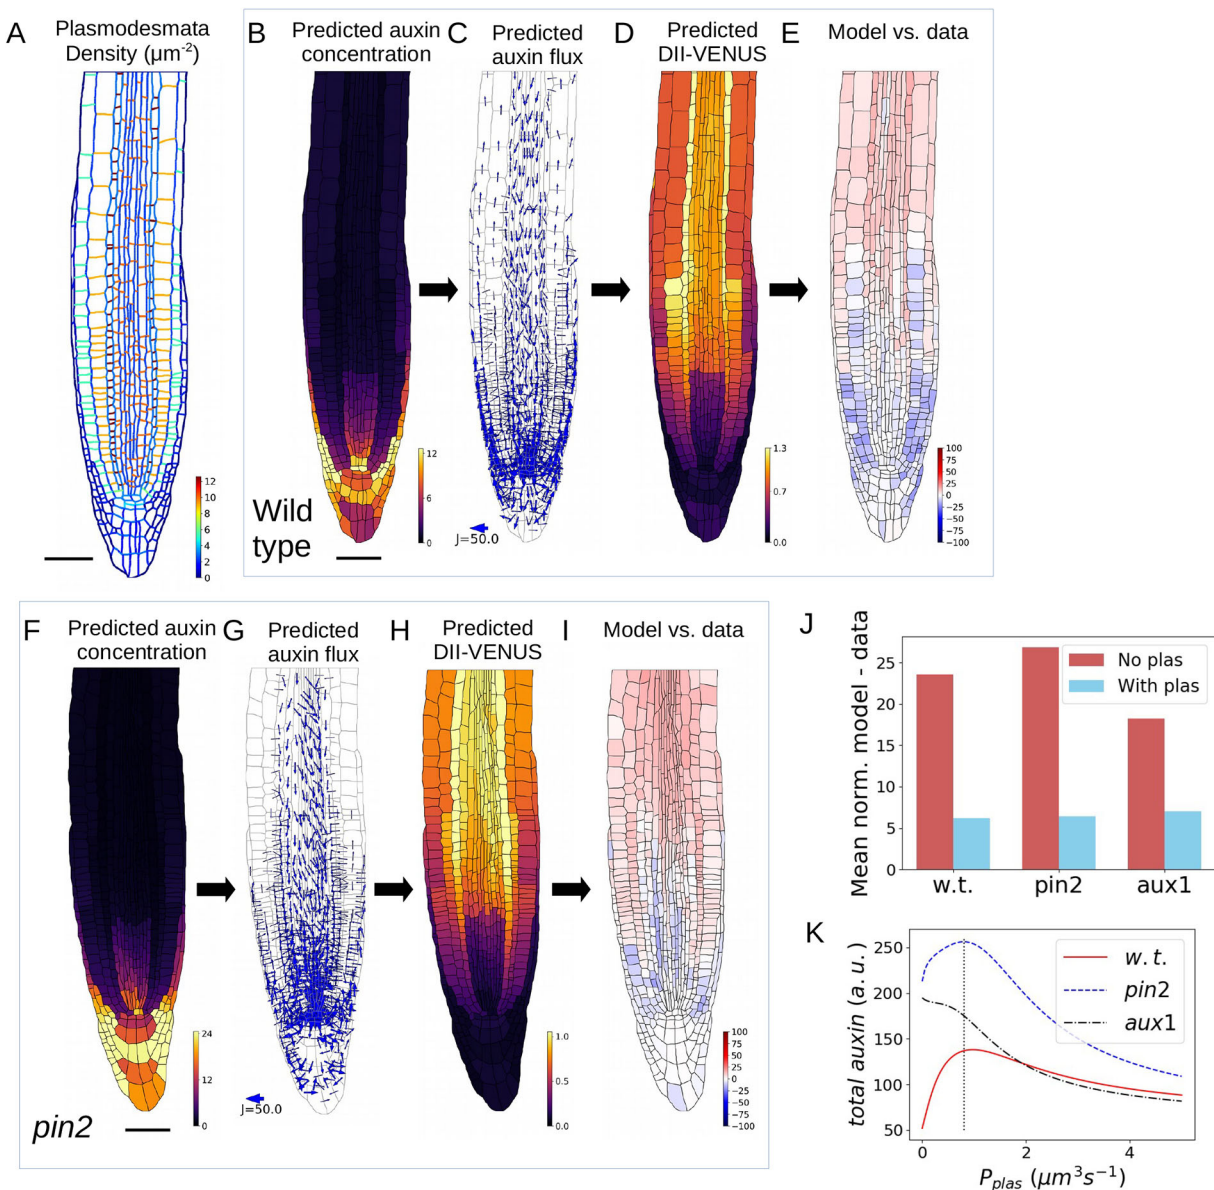 A
Plasmodesmata
Density (μm⁻²)
12
10
8
6
4
2
0
B
Predicted auxin
concentration
12
6
0
Wild
type
C
Predicted
auxin flux
J=50.0
D
Predicted
DII-VENUS
1.3
0.7
0.0
E
Model vs. data
100
75
50
25
0
−25
−50
−75
−100
F
Predicted auxin
concentration
24
12
0
pin2
G
Predicted
auxin flux
J=50.0
H
Predicted
DII-VENUS
1.0
0.5
0.0
I
Model vs. data
100
75
50
25
0
−25
−50
−75
−100
J
Mean norm. model - data
25
20
15
10
5
0
No plas
With plas
w.t.
pin2
aux1
K
total auxin (a.u.)
250
200
150
100
50
w.t.
pin2
aux1
0
2
4
P_plas (μm³s⁻¹)